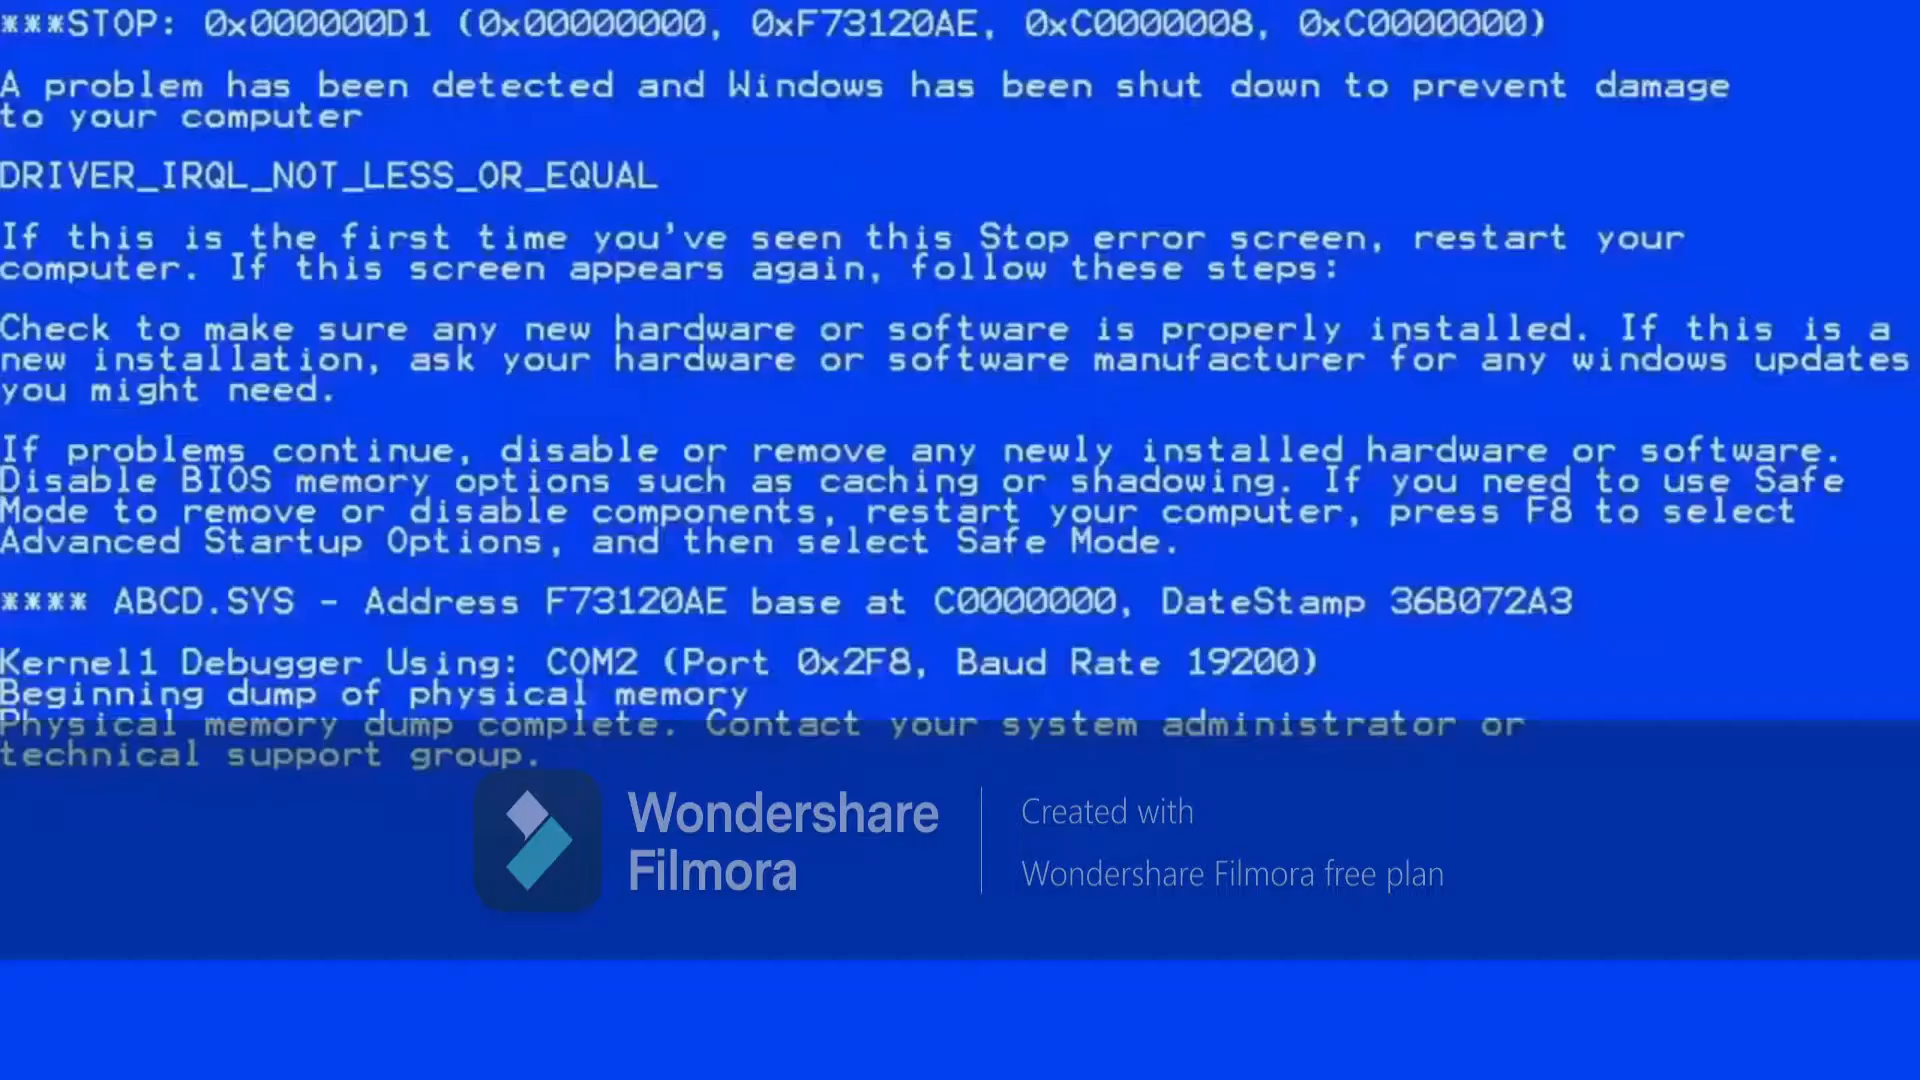 ***STOP: 0x000000D1 (0x00000000, 0xF73120AE, 0xC0000008, 0xC0000000)
A problem has been detected and Windows has been shut down to prevent damage
to your computer
DRIVER_IRQL_NOT_LESS_OR_EQUAL
If this is the first time you've seen this Stop error screen, restart your
computer. If this screen appears again, follow these steps:
Check to make sure any new hardware or software is properly installed. If this is a
new installation, ask your hardware or software manufacturer for any windows updates
you might need.
If problems continue, disable or remove any newly installed hardware or software.
Disable BIOS memory options such as caching or shadowing. If you need to use Safe
Mode to remove or disable components, restart your computer, press F8 to select
Advanced Startup Options, and then select Safe Mode.
**** ABCD.SYS - Address F73120AE base at C0000000, DateStamp 36B072A3
Kernel1 Debugger Using: COM2 (Port 0x2F8, Baud Rate 19200)
Beginning dump of physical memory
Physical memory dump complete. Contact your system administrator or
technical support group.
Wondershare
Filmora
Created with
Wondershare Filmora free plan